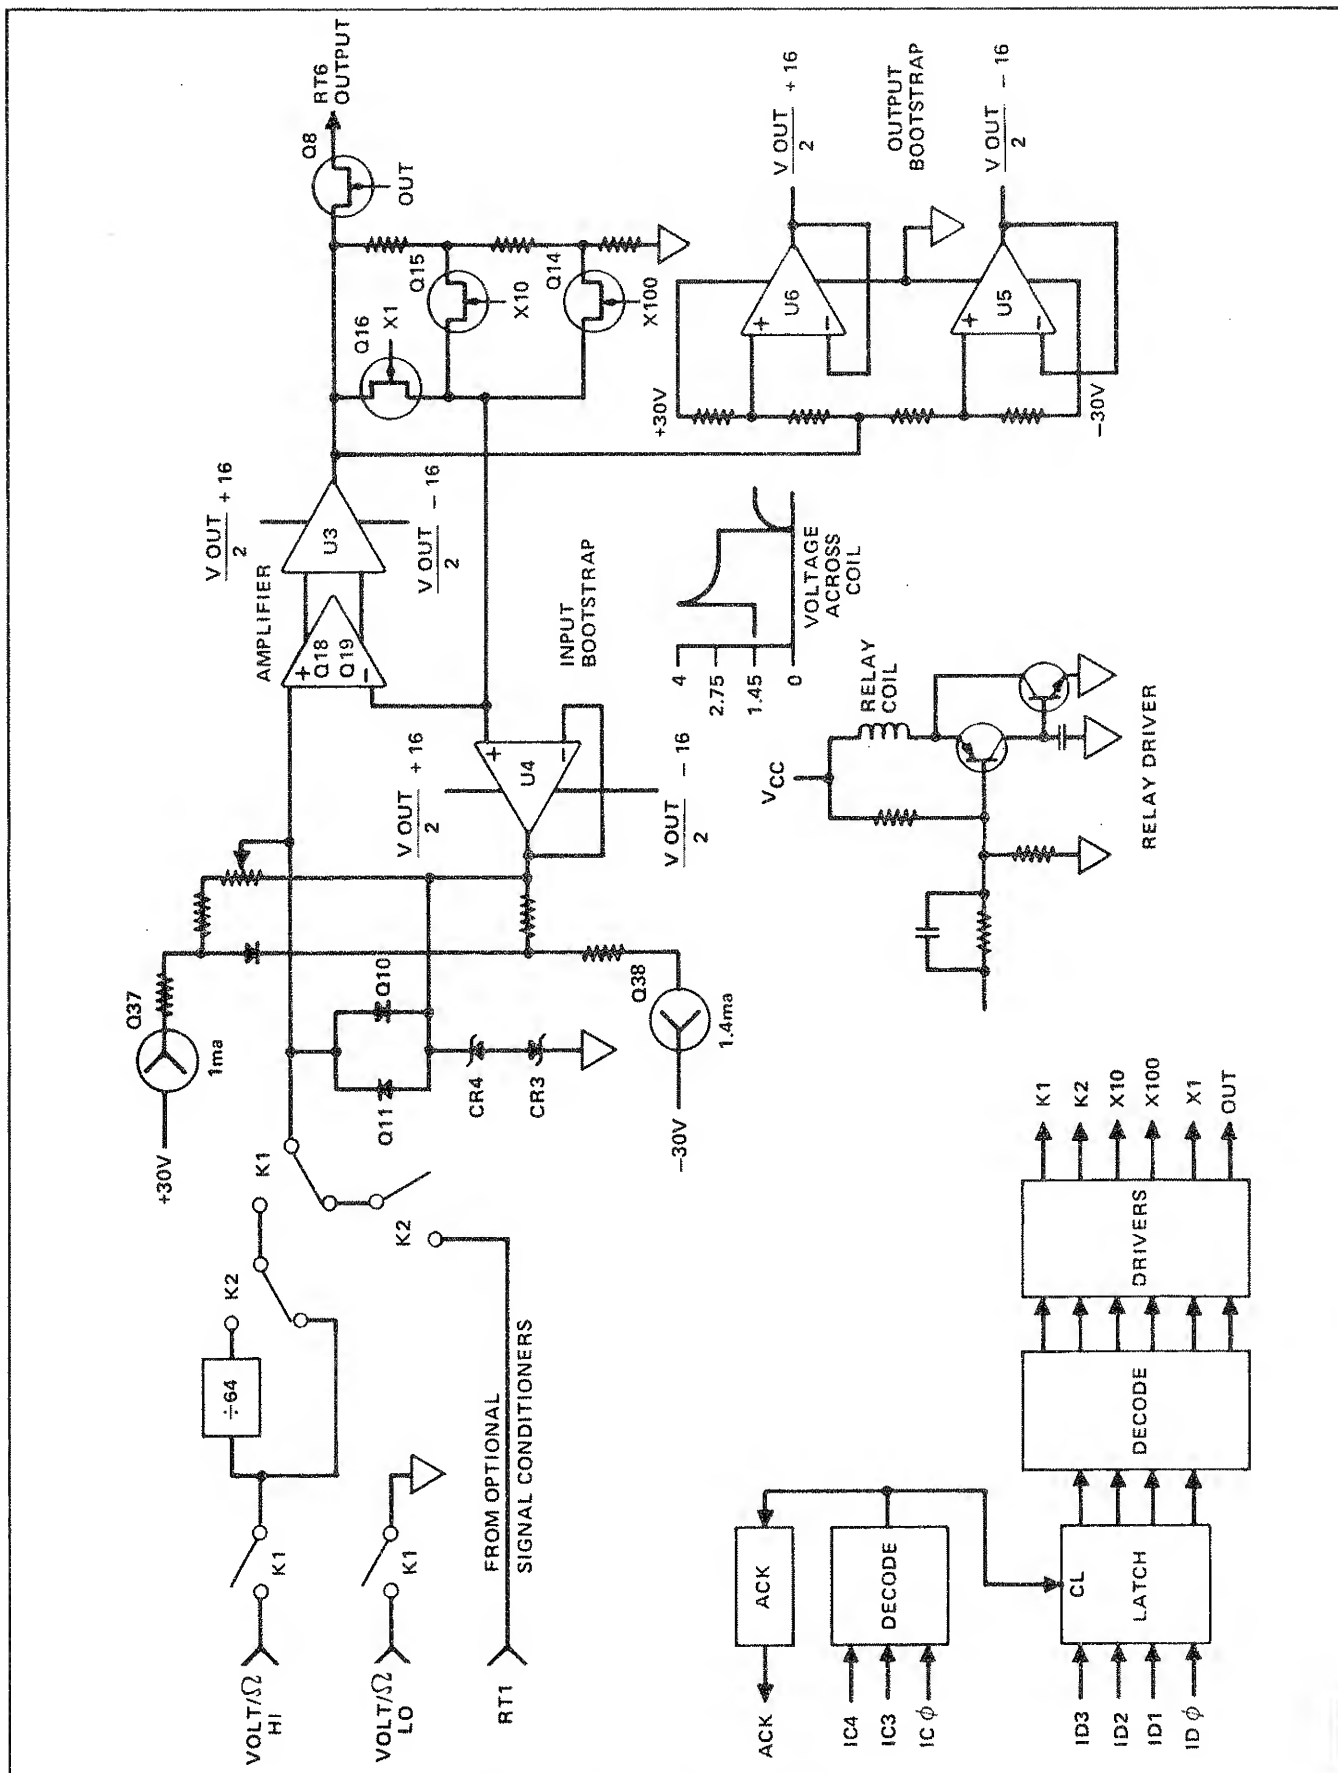 +30V
Q37
1ma
AMPLIFIER
V OUT
2
+ 16
U3
V OUT
2
− 16
Q18
Q19
+
−
Q16
X1
Q15
X10
Q14
X100
Q8
OUT
RT6
OUTPUT
VOLT/Ω
HI
K1
÷64
K2
K1
VOLT/Ω
LO
K1
K2
RT1
FROM OPTIONAL
SIGNAL CONDITIONERS
Q11
Q10
CR4
CR3
Q38
1.4ma
−30V
V OUT
2
+ 16
+
−
U4
V OUT
2
− 16
INPUT
BOOTSTRAP
4
2.75
1.45
0
VOLTAGE
ACROSS
COIL
+30V
+
−
U6
V OUT
2
+ 16
OUTPUT
BOOTSTRAP
+
−
U5
V OUT
2
− 16
−30V
VCC
RELAY
COIL
RELAY DRIVER
ACK
ACK
IC4
IC3
IC ϕ
DECODE
ID3
ID2
ID1
ID ϕ
CL
LATCH
DECODE
DRIVERS
K1
K2
X10
X100
X1
OUT